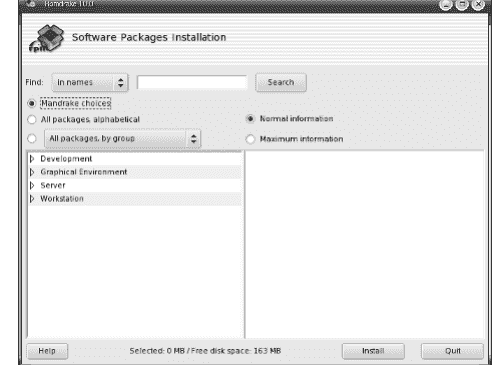 Rpmdrake 10.0
rpm
Software Packages Installation
Find: in names Search
Mandrake choices
All packages, alphabetical Normal information
All packages, by group Maximum information
Development
Graphical Environment
Server
Workstation
Help Selected: 0 MB / Free disk space: 163 MB Install Quit